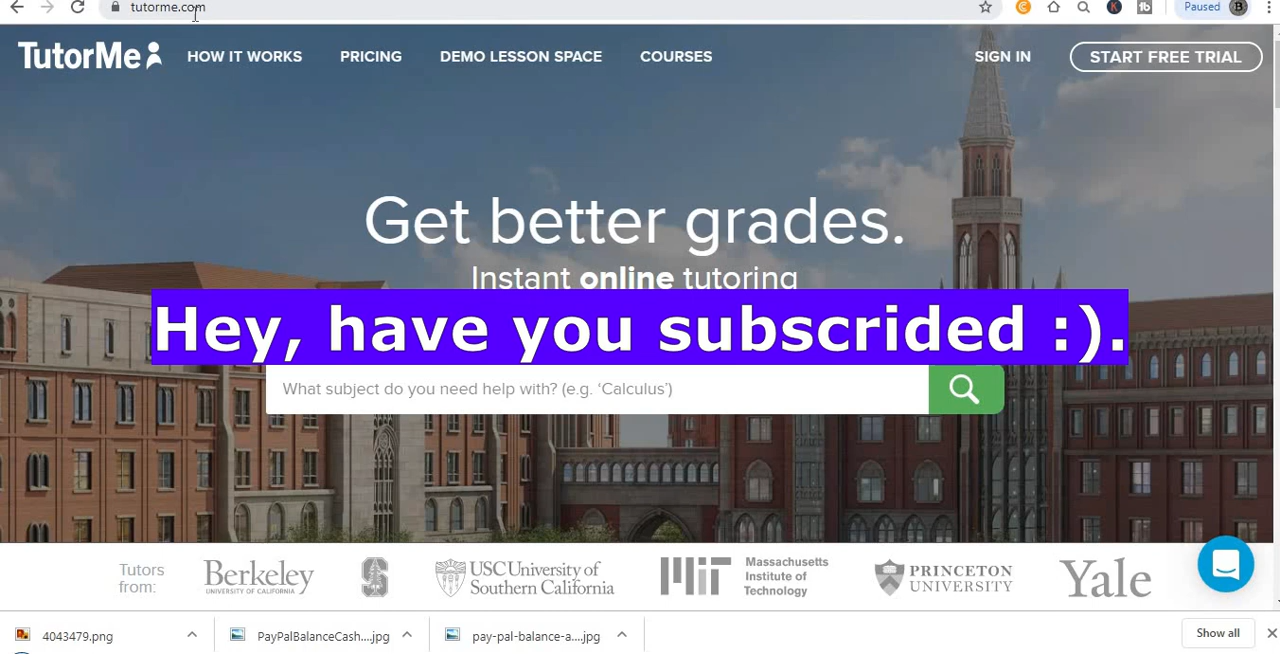 tutorme.com
Paused B
TutorMe HOW IT WORKS PRICING DEMO LESSON SPACE COURSES SIGN IN START FREE TRIAL
Get better grades.
Instant online tutoring
Hey, have you subscrided :).
What subject do you need help with? (e.g. ‘Calculus’)
Tutors from:
Berkeley
UNIVERSITY OF CALIFORNIA
USC University of Southern California
MIT Massachusetts Institute of Technology
PRINCETON UNIVERSITY
Yale
4043479.png PayPalBalanceCash....jpg pay-pal-balance-a....jpg Show all